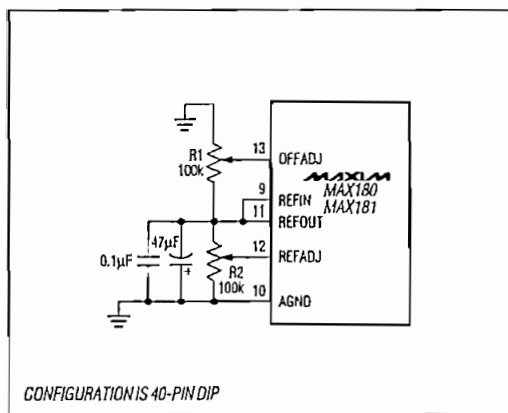 R1
100k
13
OFFADJ
MAXIM
MAX180
MAX181
9
REFIN
11
REFOUT
47µF
+
0.1µF
12
REFADJ
R2
100k
10
AGND
CONFIGURATION IS 40-PIN DIP